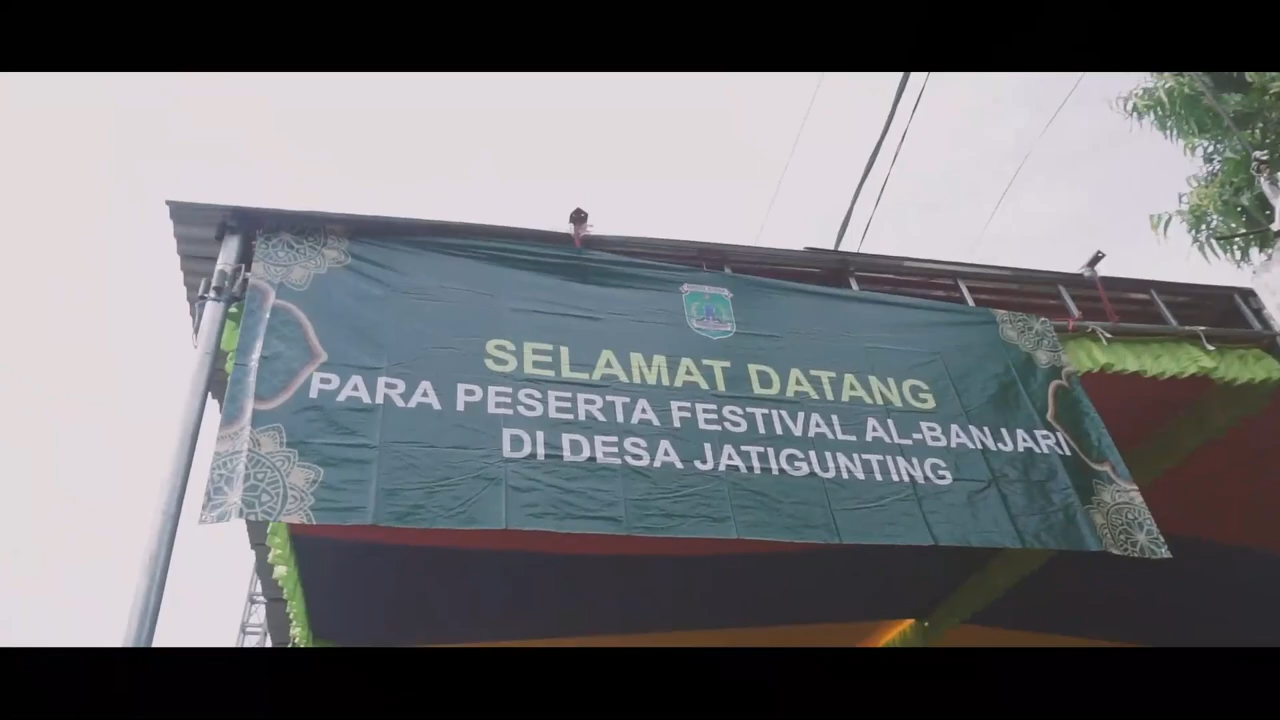 SELAMAT DATANG
PARA PESERTA FESTIVAL AL-BANJARI
DI DESA JATIGUNTING